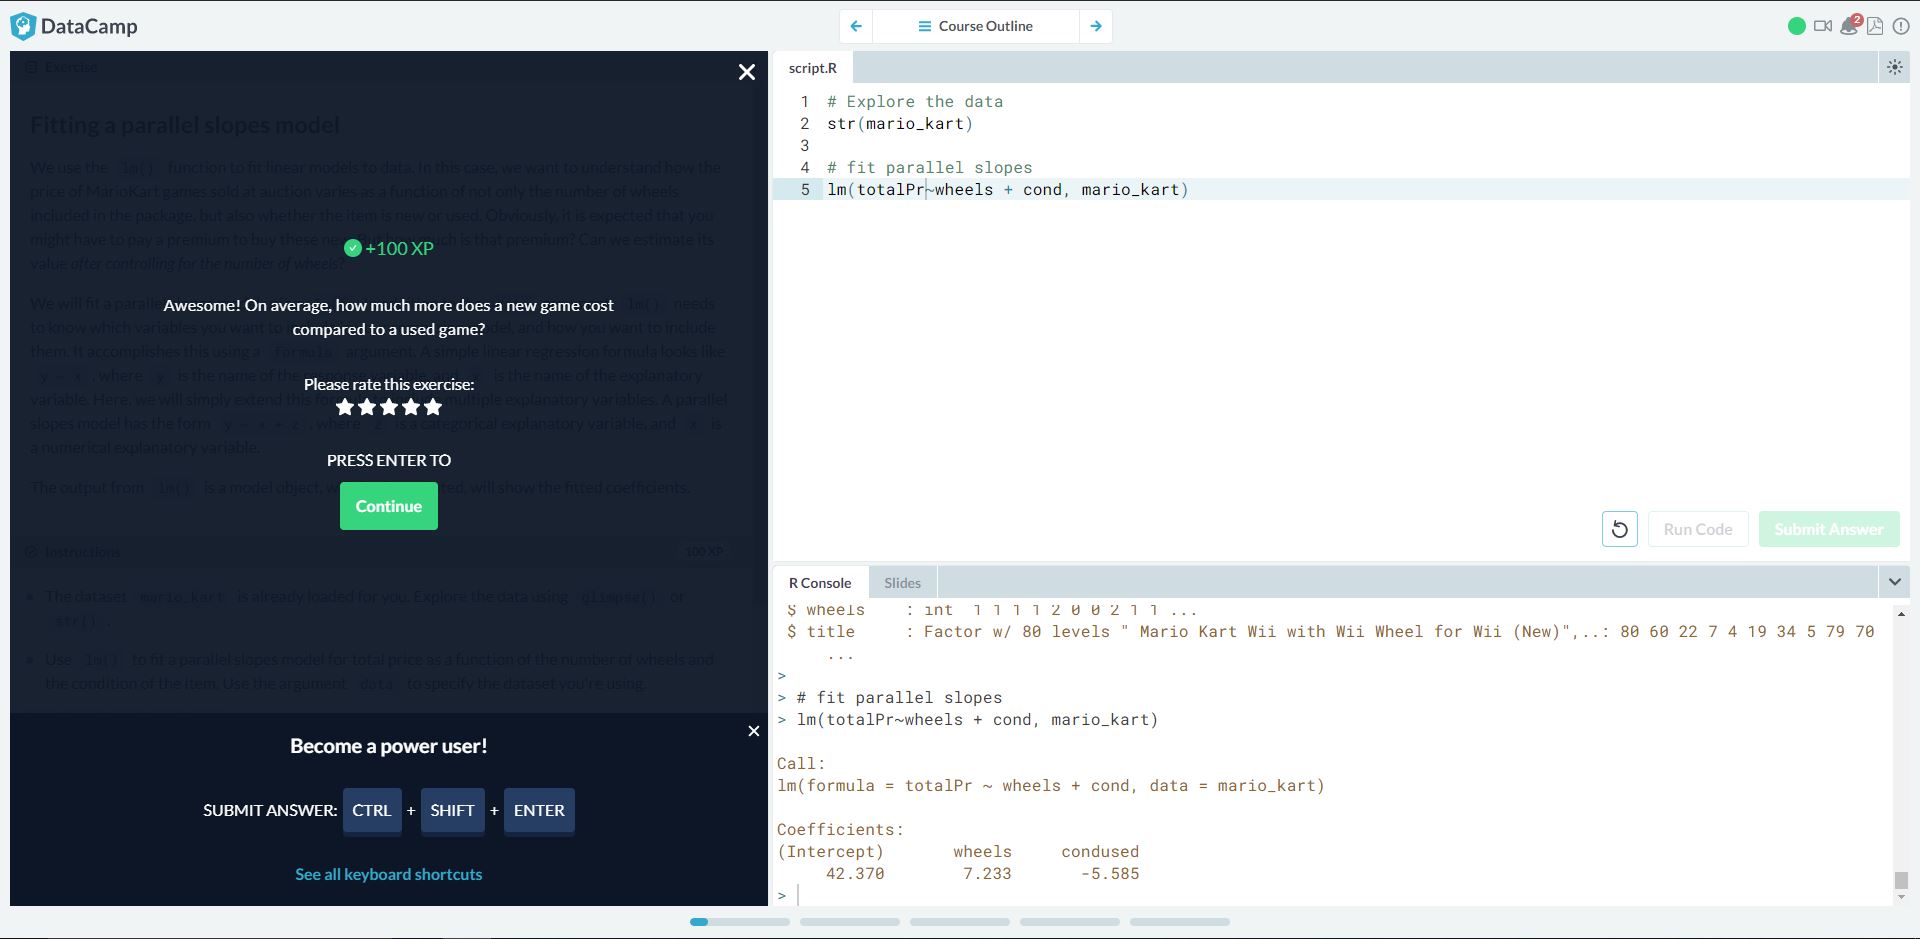 DataCamp
Course Outline
2
Exercise
Fitting a parallel slopes model
We use the lm() function to fit linear models to data. In this case, we want to understand how the
price of MarioKart games sold at auction varies as a function of not only the number of wheels
included in the package, but also whether the item is new or used. Obviously, it is expected that you
might have to pay a premium to buy these new. But how much is that premium? Can we estimate its
value after controlling for the number of wheels?
We will fit a parallel lm() needs
to know which variables you want to model, and how you want to include
them. It accomplishes this using a formula argument. A simple linear regression formula looks like
y ~ x , where y is the name of the response variable, and x is the name of the explanatory
variable. Here, we will simply extend this formula to include multiple explanatory variables. A parallel
slopes model has the form y ~ x + z , where z is a categorical explanatory variable, and x is
a numerical explanatory variable.
The output from lm() is a model object, will show the fitted coefficients.
+100 XP
Awesome! On average, how much more does a new game cost
compared to a used game?
Please rate this exercise:
PRESS ENTER TO
Continue
Instructions
100 XP
The dataset mario_kart is already loaded for you. Explore the data using glimpse() or
str() .
Use lm() to fit a parallel slopes model for total price as a function of the number of wheels and
the condition of the item. Use the argument data to specify the dataset you're using.
Become a power user!
SUBMIT ANSWER: CTRL + SHIFT + ENTER
See all keyboard shortcuts
script.R
1 # Explore the data
2 str(mario_kart)
3
4 # fit parallel slopes
5 lm(totalPr~wheels + cond, mario_kart)
Run Code
Submit Answer
R Console
Slides
$ wheels : int 1 1 1 1 2 0 0 2 1 1 ...
$ title : Factor w/ 80 levels " Mario Kart Wii with Wii Wheel for Wii (New)",..: 80 60 22 7 4 19 34 5 79 70
...
>
> # fit parallel slopes
> lm(totalPr~wheels + cond, mario_kart)
Call:
lm(formula = totalPr ~ wheels + cond, data = mario_kart)
Coefficients:
(Intercept) wheels condused
42.370 7.233 -5.585
>